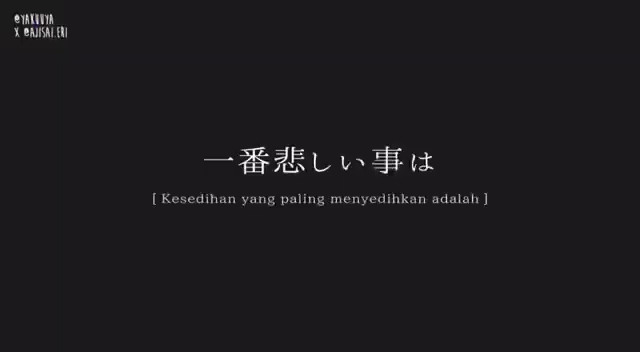 @YAKUUYA
X @AJISAI.ERI
一番悲しい事は
[ Kesedihan yang paling menyedihkan adalah ]